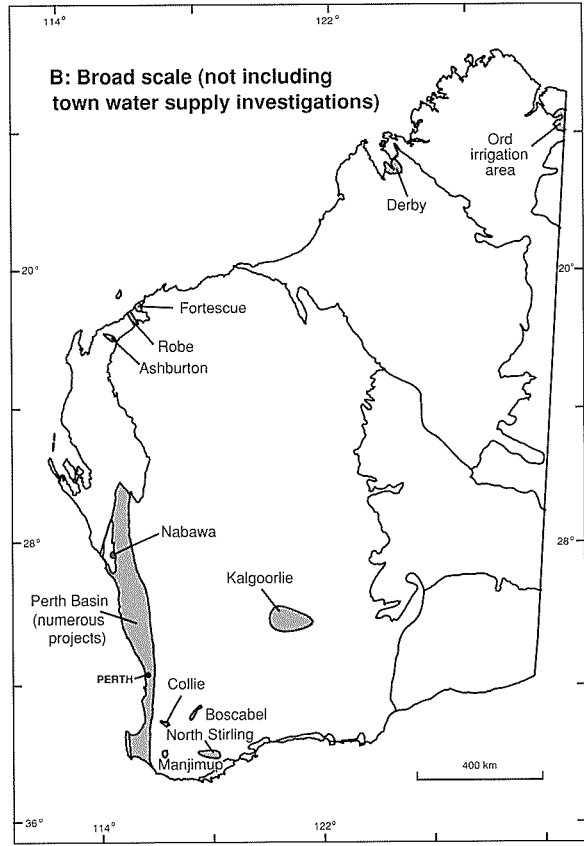 114°
122°
B: Broad scale (not including
town water supply investigations)
Ord
irrigation
area
Derby
20°
20°
Fortescue
Robe
Ashburton
28°
28°
Nabawa
Kalgoorlie
Perth Basin
(numerous
projects)
PERTH
Collie
Boscabel
North Stirling
Manjimup
400 km
36°
114°
122°